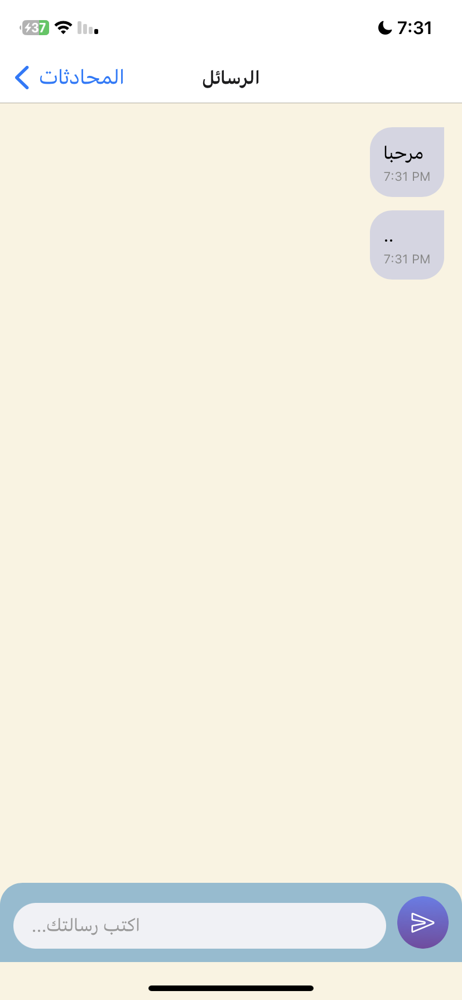 37
7:31
المحادثات
الرسائل
مرحبا
7:31 PM
..
7:31 PM
اكتب رسالتك...